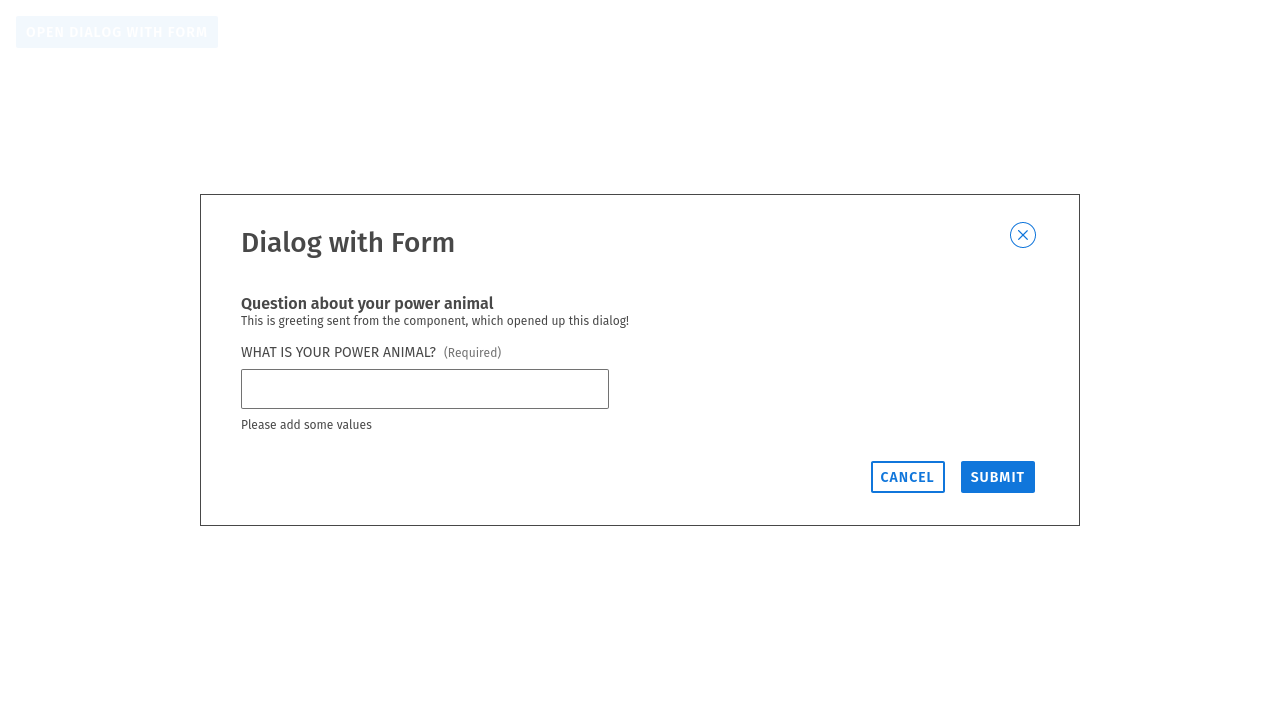 OPEN DIALOG WITH FORM
Dialog with Form
Question about your power animal
This is greeting sent from the component, which opened up this dialog!
WHAT IS YOUR POWER ANIMAL? (Required)
Please add some values
CANCEL SUBMIT